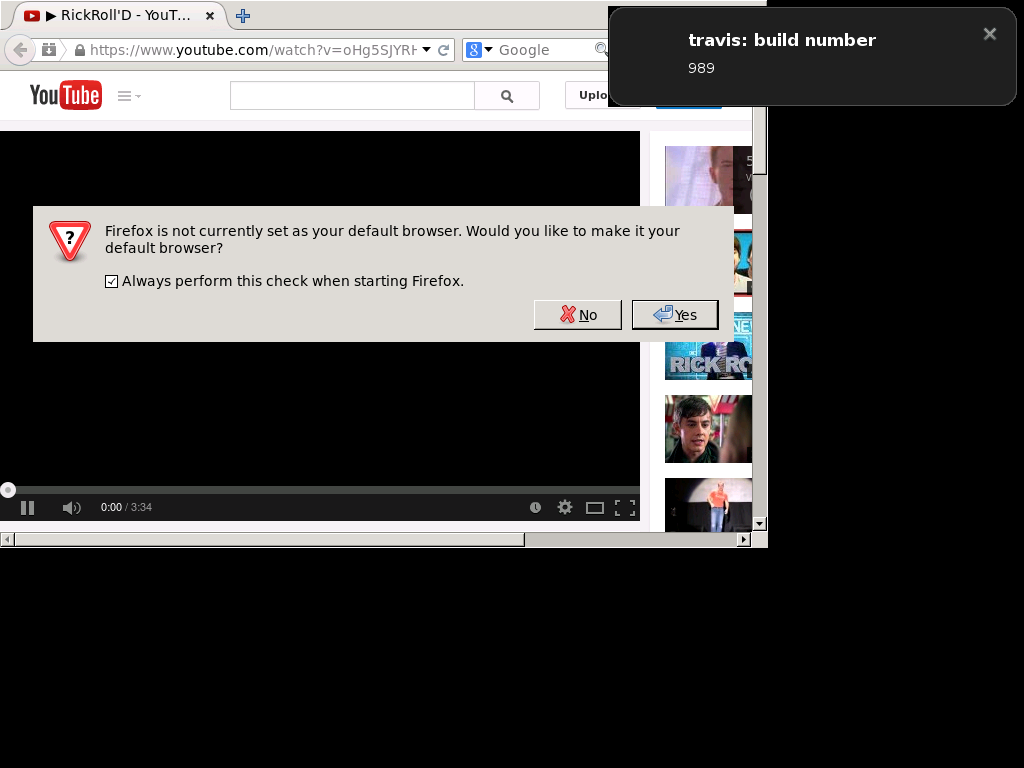 ▶ RickRoll'D - YouT...
https://www.youtube.com/watch?v=oHg5SJYRH
Google
travis: build number
989
YouTube
Uplo
Firefox is not currently set as your default browser. Would you like to make it your
default browser?
Always perform this check when starting Firefox.
No
Yes
RICK RO
0:00 / 3:34